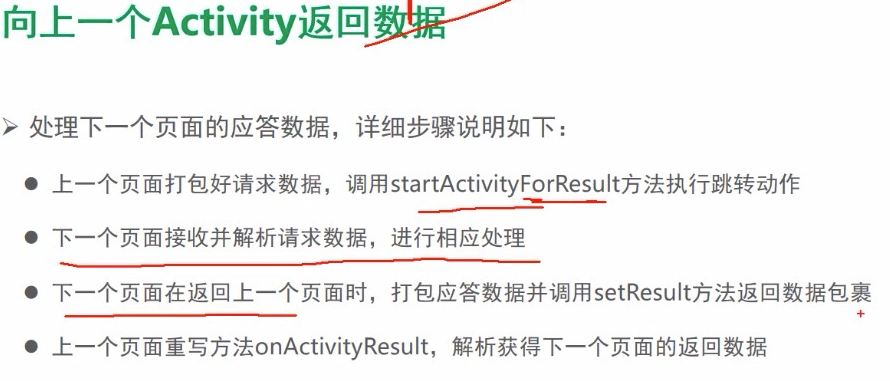 向上一个Activity返回数据
➢ 处理下一个页面的应答数据，详细步骤说明如下：
● 上一个页面打包好请求数据，调用startActivityForResult方法执行跳转动作
● 下一个页面接收并解析请求数据，进行相应处理
● 下一个页面在返回上一个页面时，打包应答数据并调用setResult方法返回数据包裹
● 上一个页面重写方法onActivityResult，解析获得下一个页面的返回数据